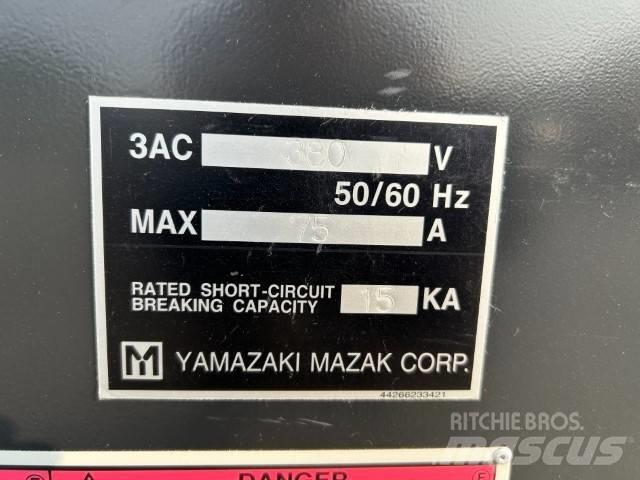 3AC 380 V
50/60 Hz
MAX 75 A
RATED SHORT-CIRCUIT
BREAKING CAPACITY 15 KA
M YAMAZAKI MAZAK CORP.
44266233421
RITCHIE BROS.
mascus
DANGER